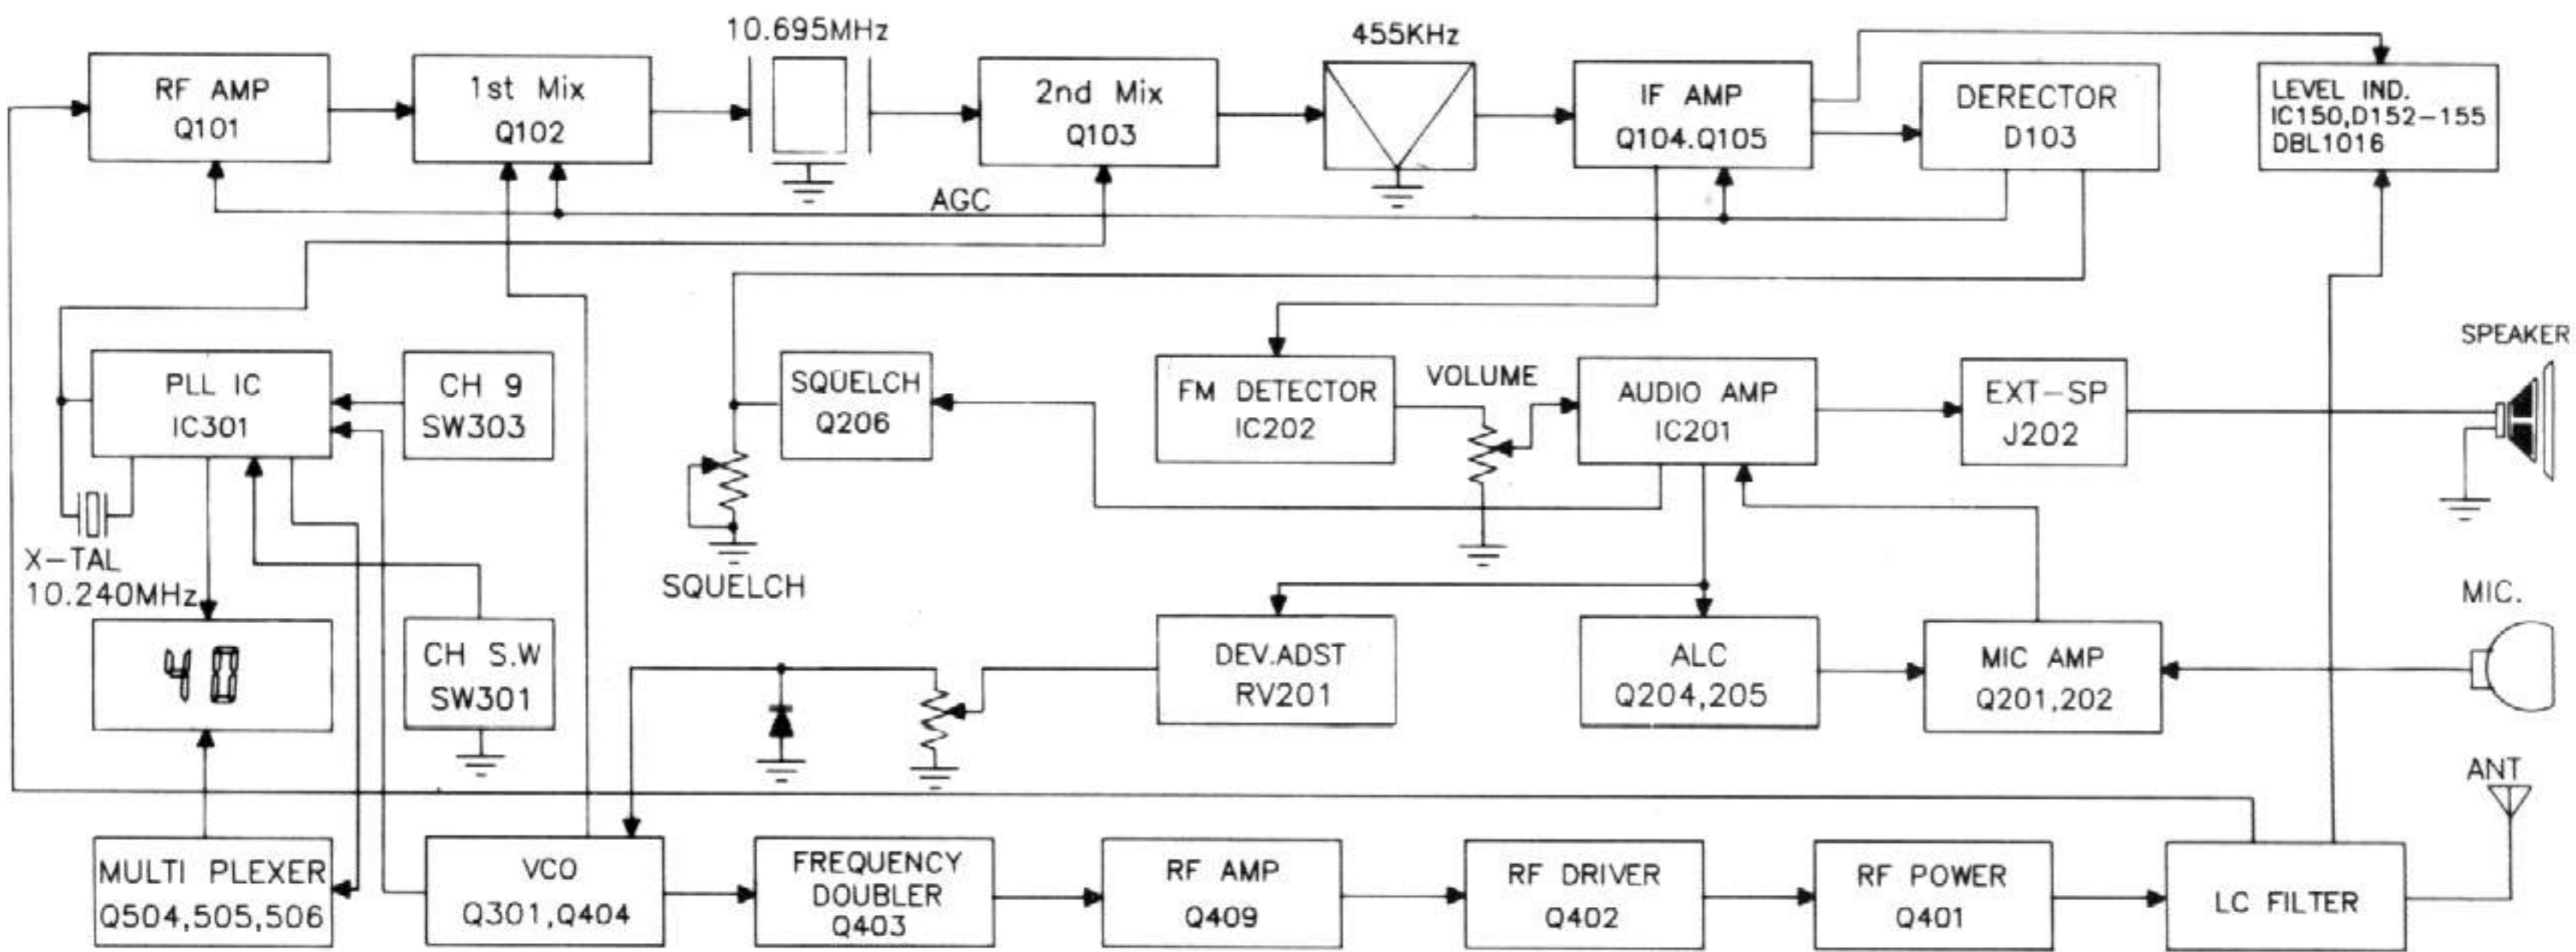 10.695MHz
455KHz
RF AMP
Q101
1st Mix
Q102
2nd Mix
Q103
IF AMP
Q104.Q105
DERECTOR
D103
LEVEL IND.
IC150,D152-155
DBL1016
AGC
PLL IC
IC301
CH 9
SW303
SQUELCH
Q206
FM DETECTOR
IC202
VOLUME
AUDIO AMP
IC201
EXT-SP
J202
SPEAKER
X-TAL
10.240MHz
SQUELCH
40
CH S.W
SW301
DEV.ADST
RV201
ALC
Q204,205
MIC AMP
Q201,202
MIC.
ANT
MULTI PLEXER
Q504,505,506
VCO
Q301,Q404
FREQUENCY
DOUBLER
Q403
RF AMP
Q409
RF DRIVER
Q402
RF POWER
Q401
LC FILTER